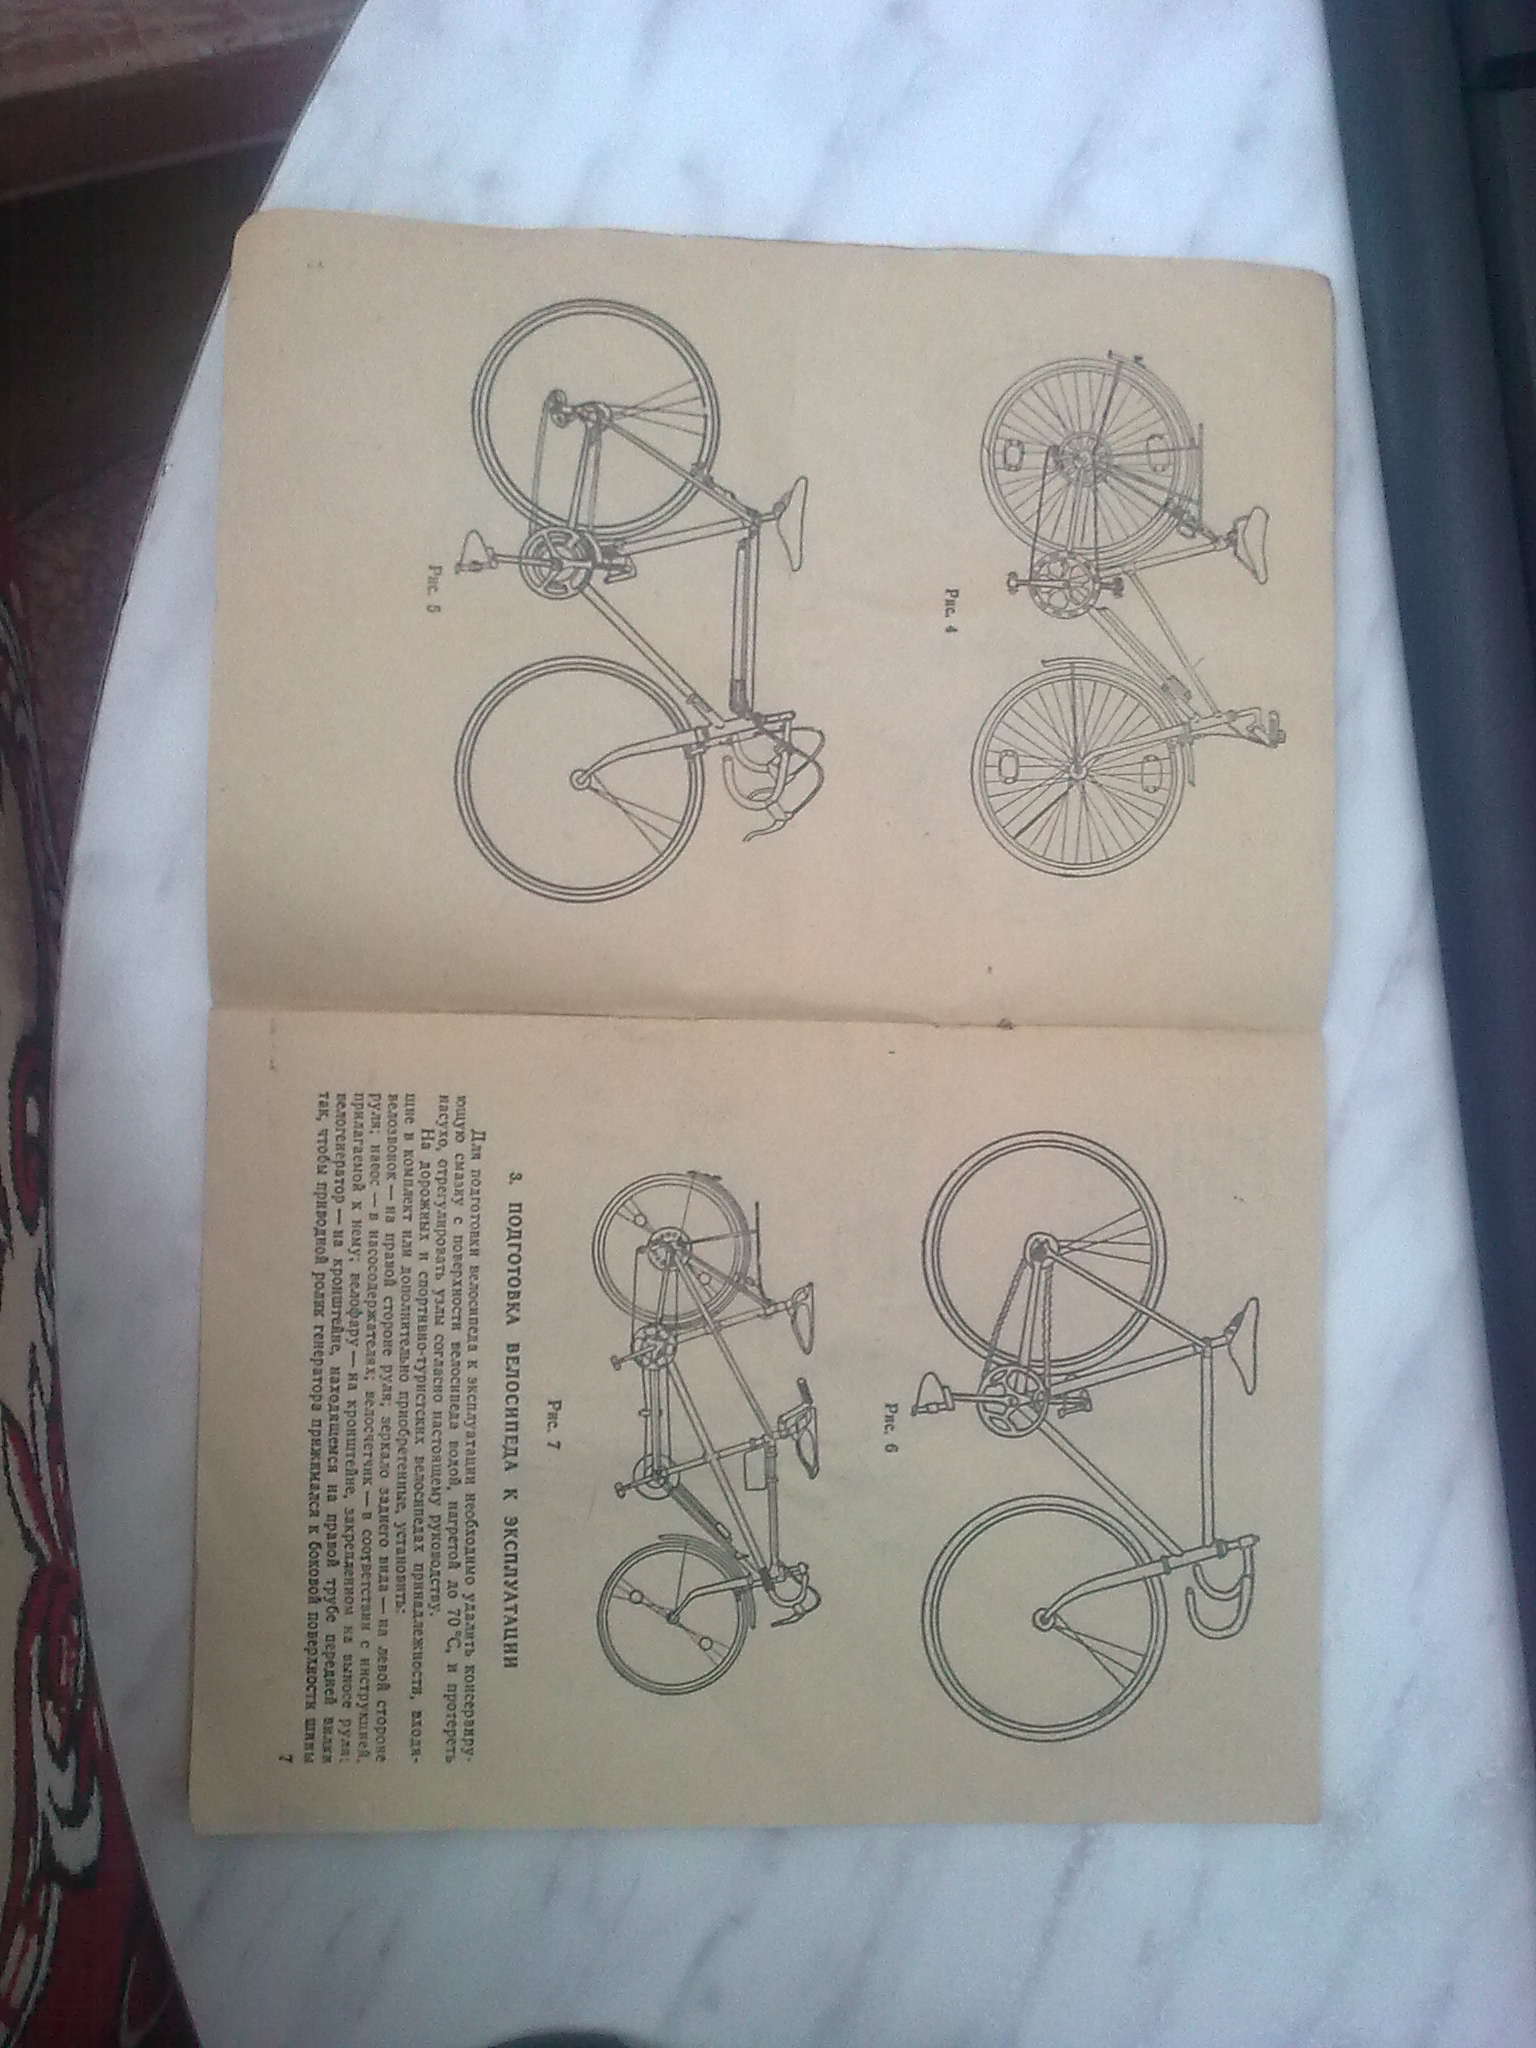 Рис. 4
Рис. 5
Рис. 6
Рис. 7
3. ПОДГОТОВКА ВЕЛОСИПЕДА К ЭКСПЛУАТАЦИИ
Для подготовки велосипеда к эксплуатации необходимо удалить консервиру-
ющую смазку с поверхности велосипеда водой, нагретой до 70 °С, и протереть
насухо, отрегулировать узлы согласно настоящему руководству.
На дорожных и спортивно-туристских велосипедах принадлежности, входя-
щие в комплект или дополнительно приобретенные, установить:
велозвонок — на правой стороне руля; зеркало заднего вида — на левой стороне
руля; насос — в насосодержателях; велосчетчик — в соответствии с инструкцией,
прилагаемой к нему; велофару — на кронштейне, закрепленном на выносе руля;
велогенератор — на кронштейне, находящемся на правой трубе передней вилки
так, чтобы приводной ролик генератора прижимался к боковой поверхности шины
7